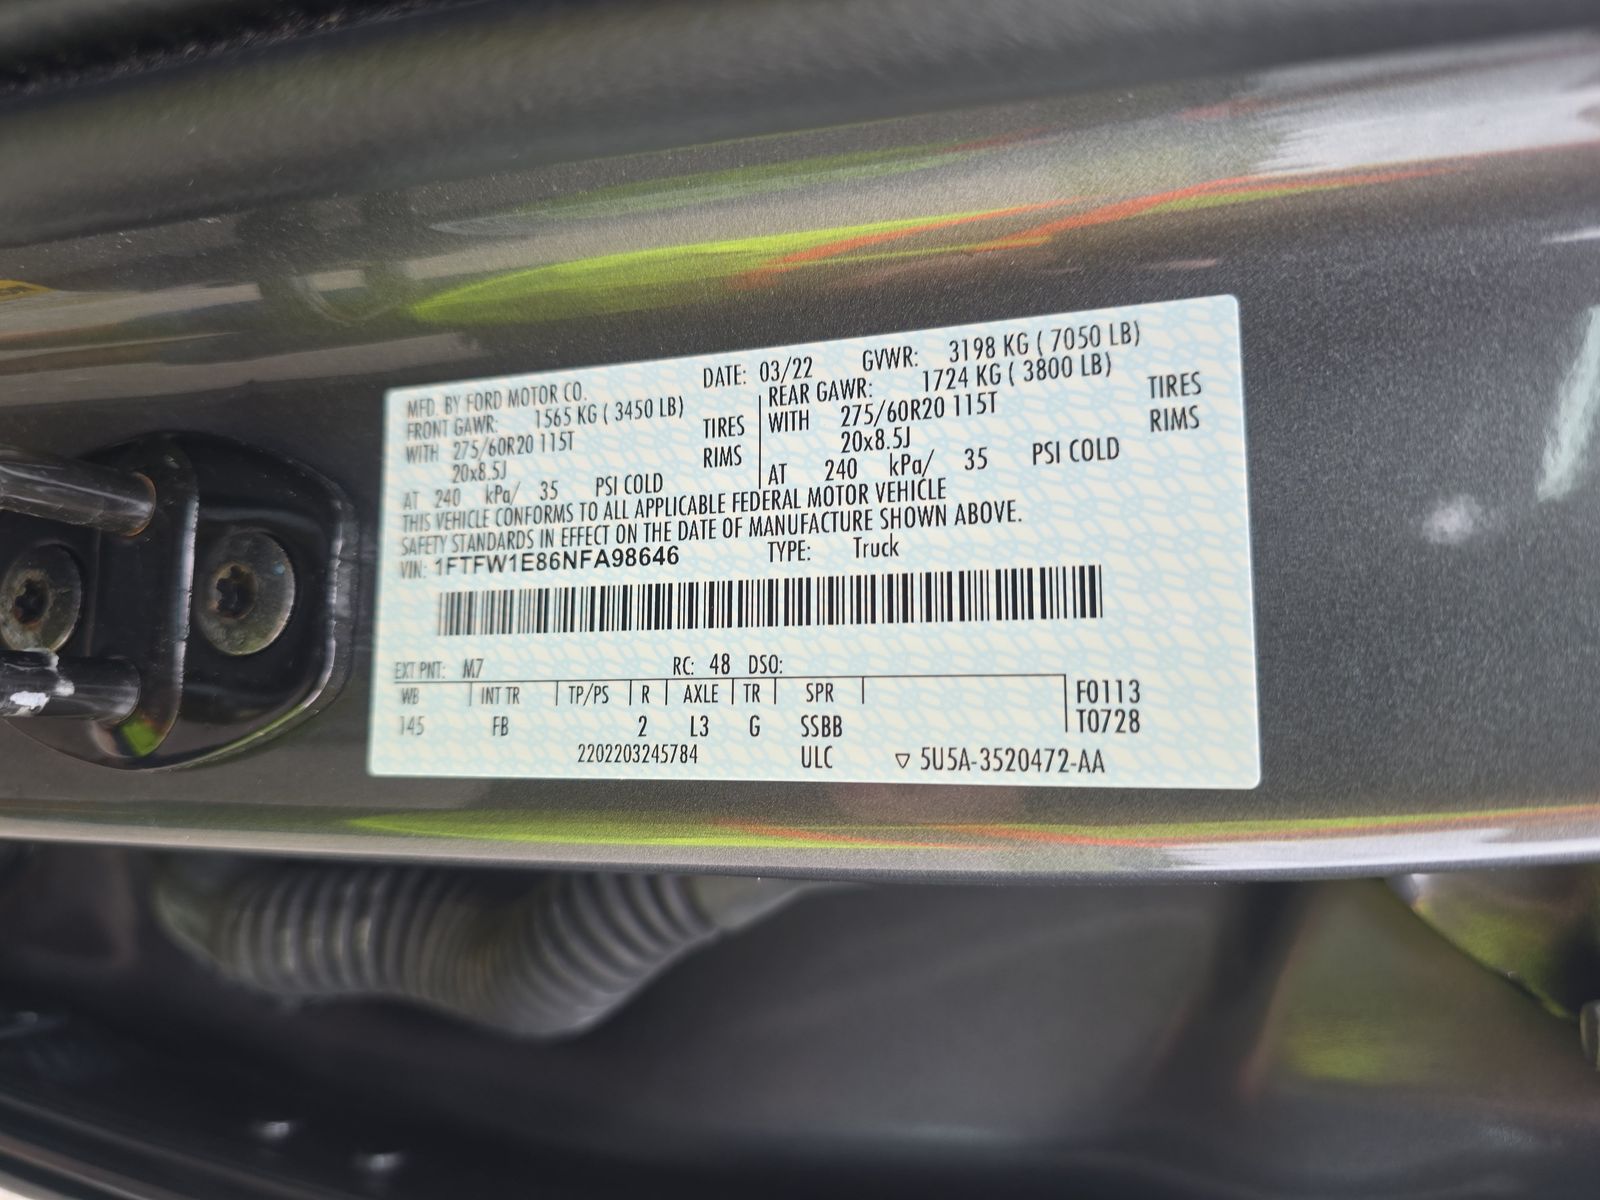 MFD. BY FORD MOTOR CO. DATE: 03/22 GVWR: 3198 KG ( 7050 LB)
FRONT GAWR: 1565 KG ( 3450 LB) REAR GAWR: 1724 KG ( 3800 LB)
WITH 275/60R20 115T TIRES WITH 275/60R20 115T TIRES
20x8.5J RIMS 20x8.5J RIMS
AT 240 kPa/ 35 PSI COLD AT 240 kPa/ 35 PSI COLD
THIS VEHICLE CONFORMS TO ALL APPLICABLE FEDERAL MOTOR VEHICLE
SAFETY STANDARDS IN EFFECT ON THE DATE OF MANUFACTURE SHOWN ABOVE.
VIN: 1FTFW1E86NFA98646 TYPE: Truck
EXT PNT: M7 RC: 48 DSO:
WB INT TR TP/PS R AXLE TR SPR F0113
145 FB 2 L3 G SSBB T0728
2202203245784 ULC ▽ 5U5A-3520472-AA